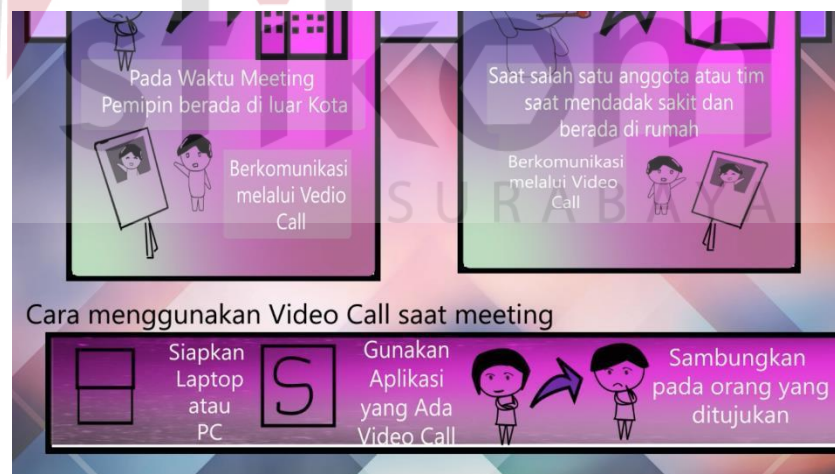 stikom
SURABAYA
Pada Waktu Meeting
Pemipin berada di luar Kota
Berkomunikasi
melalui Vedio
Call
Saat salah satu anggota atau tim
saat mendadak sakit dan
berada di rumah
Berkomunikasi
melalui Video
Call
Cara menggunakan Video Call saat meeting
Siapkan
Laptop
atau
PC
S
Gunakan
Aplikasi
yang Ada
Video Call
Sambungkan
pada orang yang
ditujukan